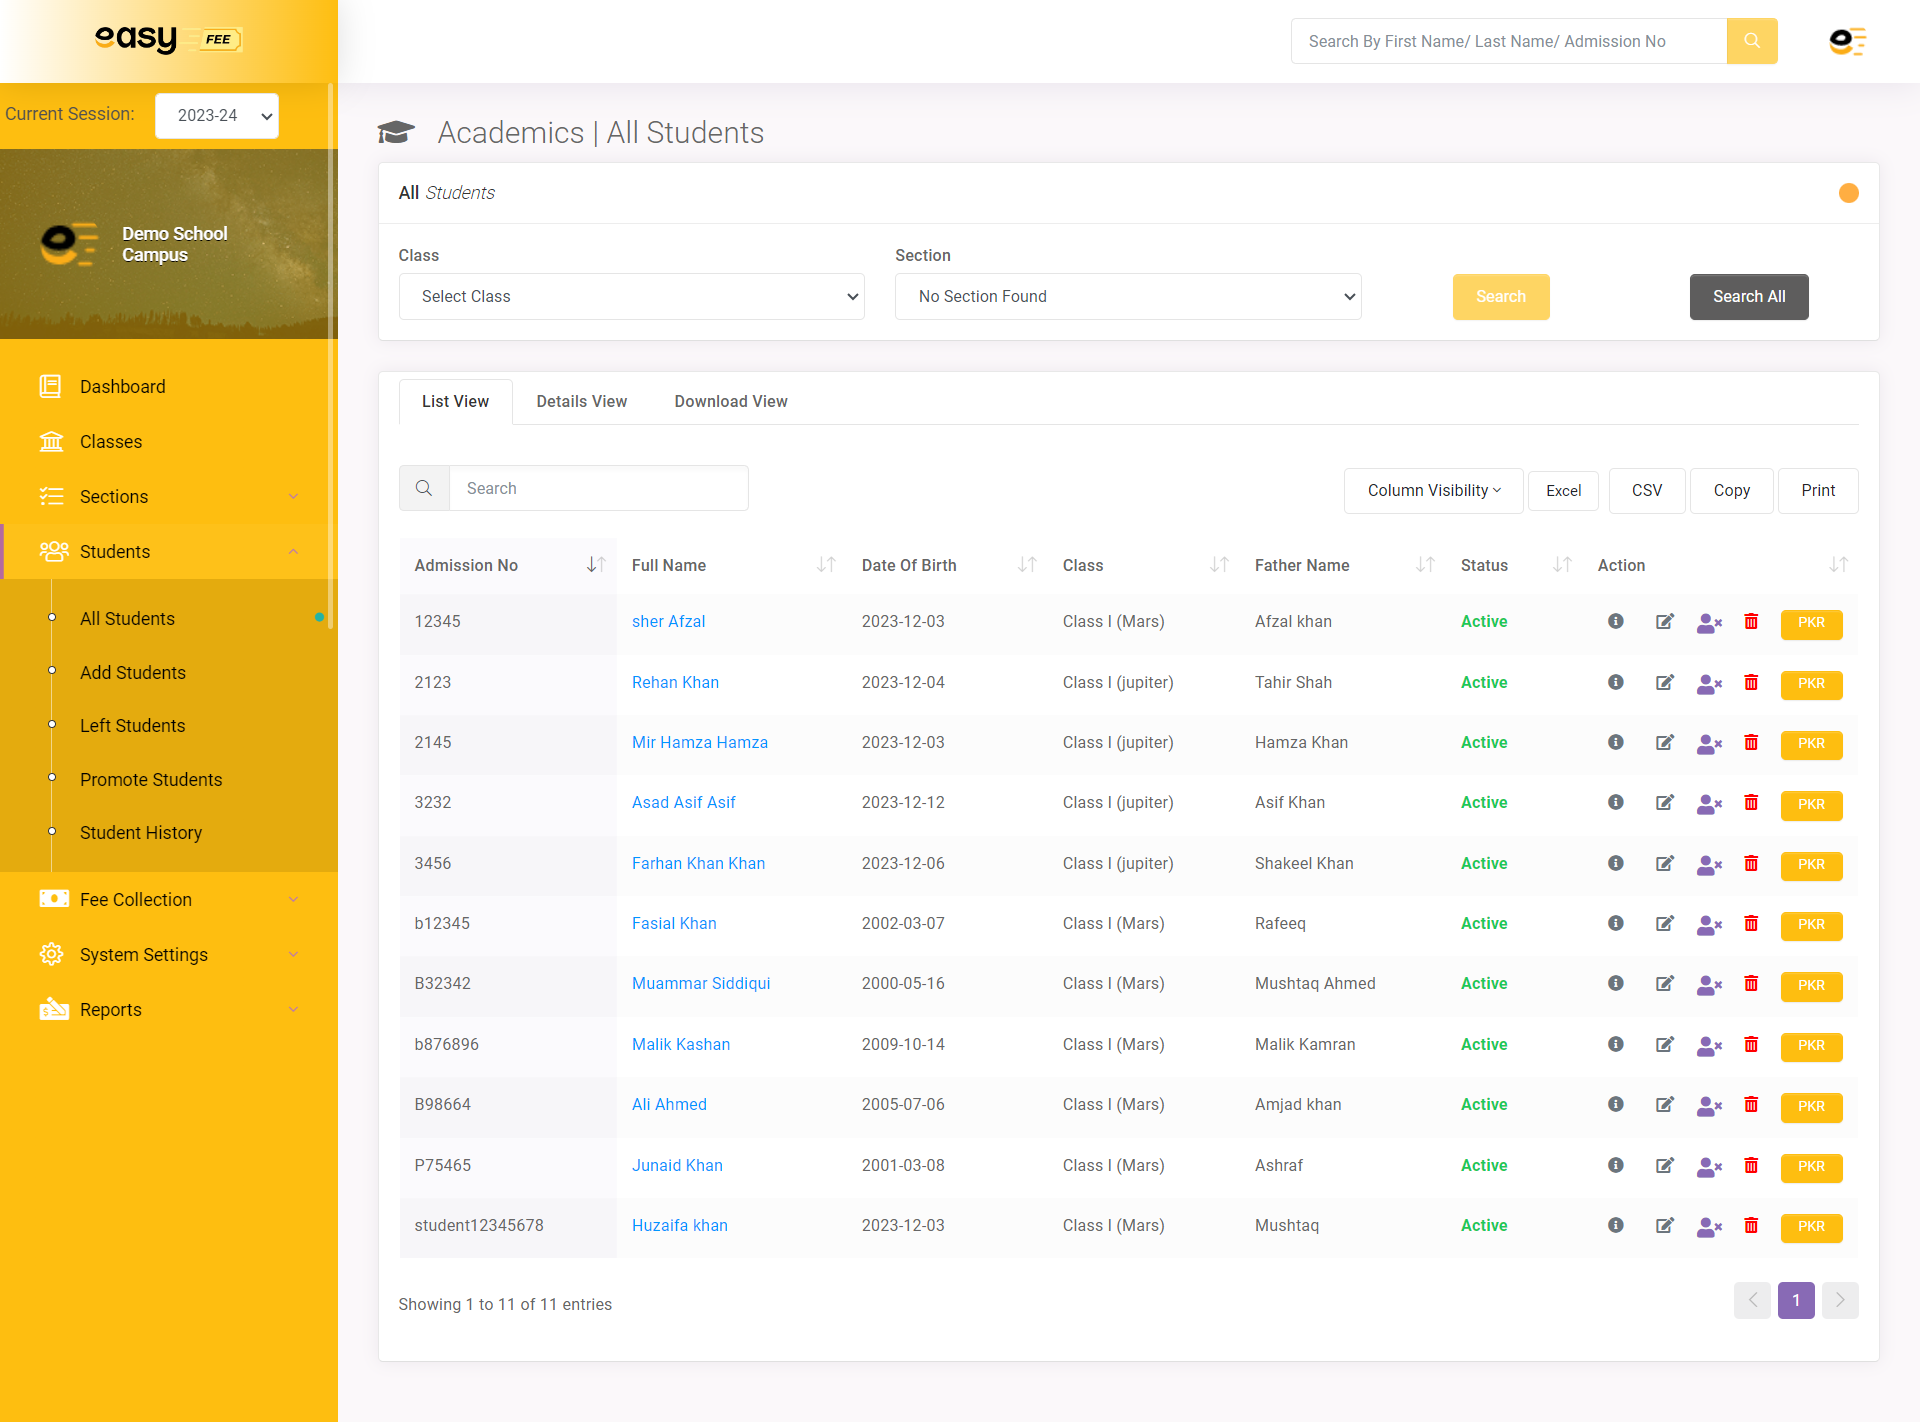 easy FEE
Search By First Name/ Last Name/ Admission No
Current Session: 2023-24
Demo School
Campus
Dashboard
Classes
Sections
Students
All Students
Add Students
Left Students
Promote Students
Student History
Fee Collection
System Settings
Reports
Academics | All Students
All Students
Class Section
Select Class No Section Found Search Search All
List View Details View Download View
Search Column Visibility Excel CSV Copy Print
Admission No Full Name Date Of Birth Class Father Name Status Action
12345 sher Afzal 2023-12-03 Class I (Mars) Afzal khan Active PKR
2123 Rehan Khan 2023-12-04 Class I (jupiter) Tahir Shah Active PKR
2145 Mir Hamza Hamza 2023-12-03 Class I (jupiter) Hamza Khan Active PKR
3232 Asad Asif Asif 2023-12-12 Class I (jupiter) Asif Khan Active PKR
3456 Farhan Khan Khan 2023-12-06 Class I (jupiter) Shakeel Khan Active PKR
b12345 Fasial Khan 2002-03-07 Class I (Mars) Rafeeq Active PKR
B32342 Muammar Siddiqui 2000-05-16 Class I (Mars) Mushtaq Ahmed Active PKR
b876896 Malik Kashan 2009-10-14 Class I (Mars) Malik Kamran Active PKR
B98664 Ali Ahmed 2005-07-06 Class I (Mars) Amjad khan Active PKR
P75465 Junaid Khan 2001-03-08 Class I (Mars) Ashraf Active PKR
student12345678 Huzaifa khan 2023-12-03 Class I (Mars) Mushtaq Active PKR
Showing 1 to 11 of 11 entries 1